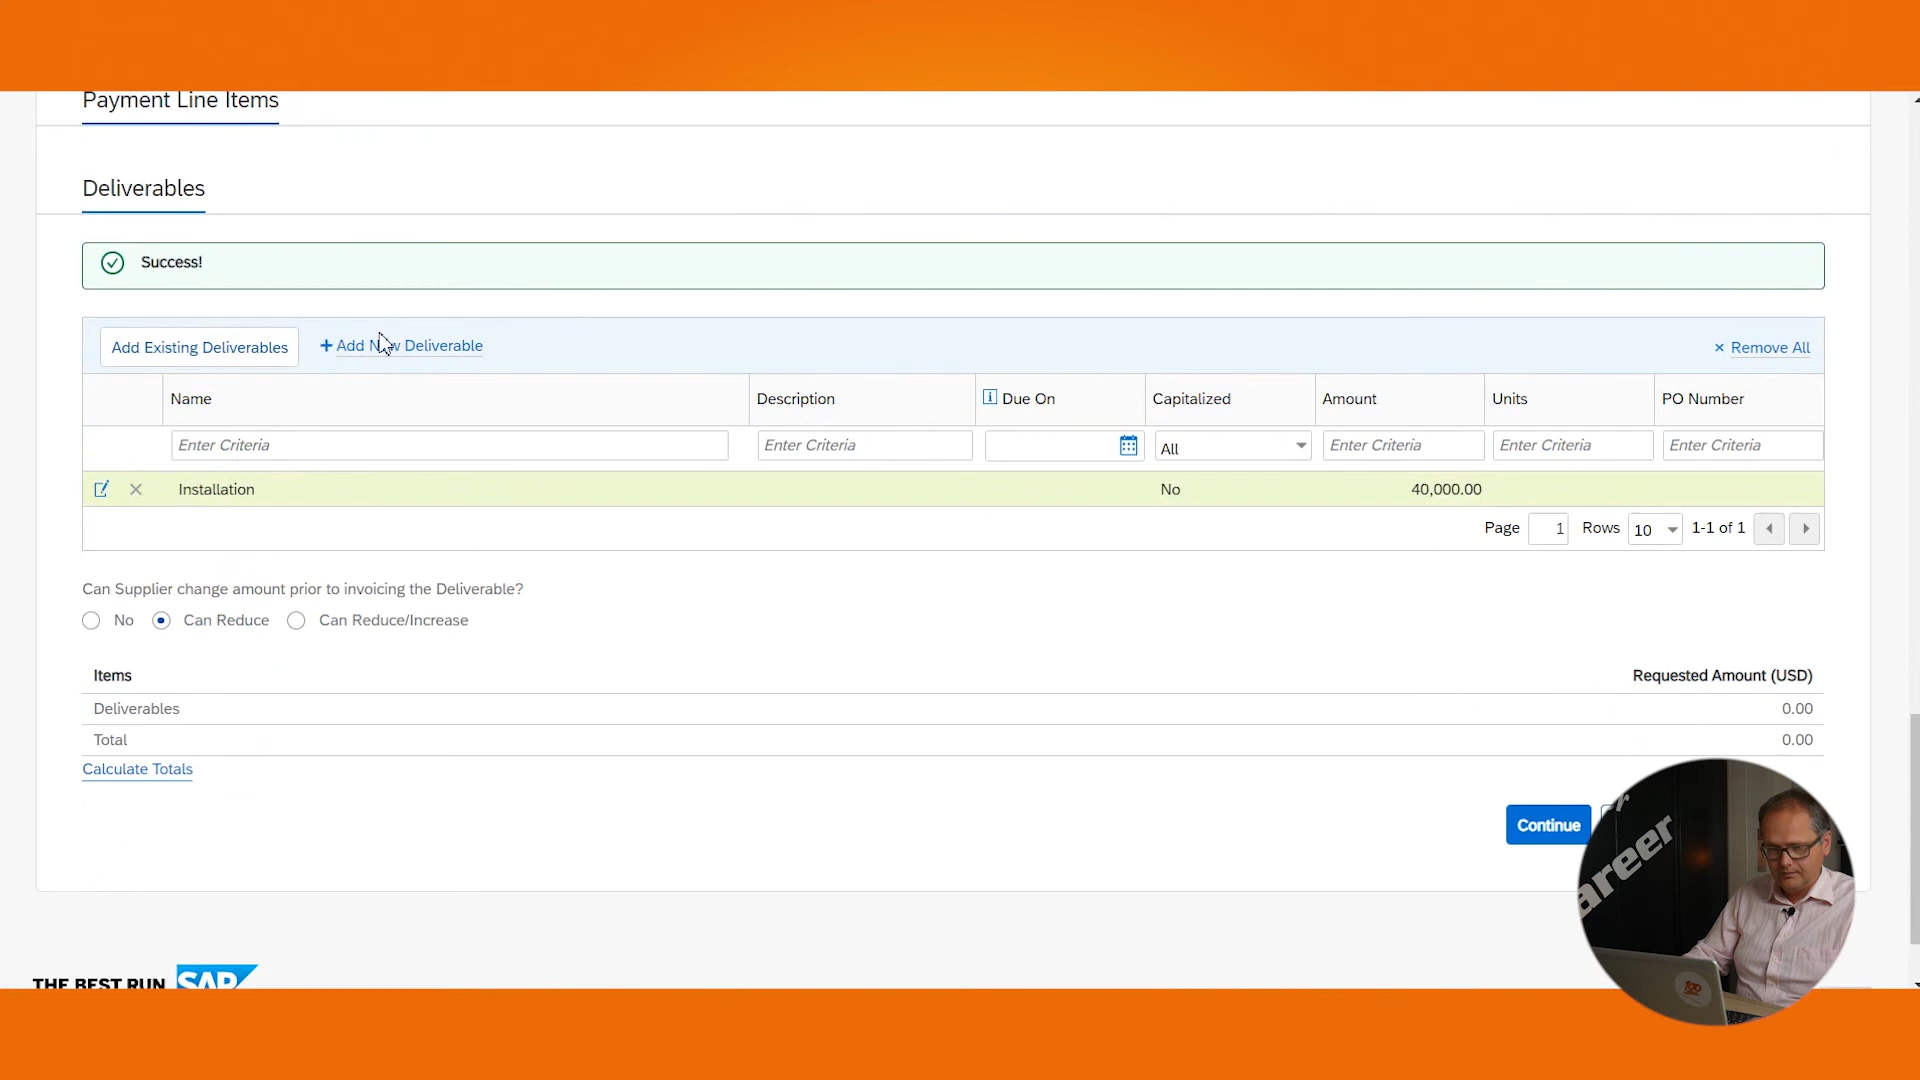 Payment Line Items
Deliverables
Success!
Add Existing Deliverables + Add New Deliverable × Remove All
Name Description Due On Capitalized Amount Units PO Number
Enter Criteria Enter Criteria All Enter Criteria Enter Criteria Enter Criteria
Installation No 40,000.00
Page 1 Rows 10 1-1 of 1
Can Supplier change amount prior to invoicing the Deliverable?
No Can Reduce Can Reduce/Increase
Items Requested Amount (USD)
Deliverables 0.00
Total 0.00
Calculate Totals
Continue
THE BEST RUN SAP
100